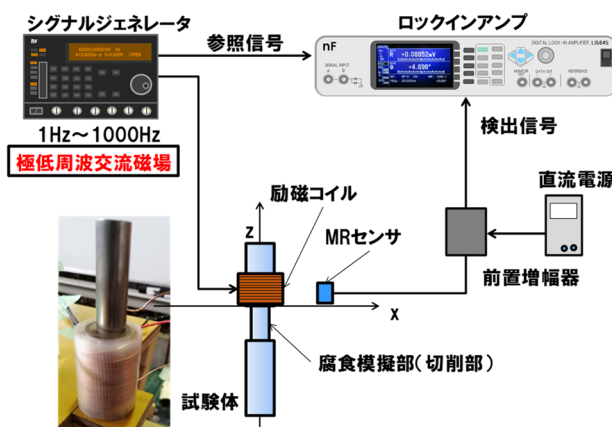 シグナルジェネレータ
ロックインアンプ
参照信号
nF
nF
DIGITAL LOCK-IN AMPLIFIER LI5645
SIGNAL INPUT
A B
R +0.08852mV
θ +4.896°
MONITOR DATA OUT REFERENCE
1Hz～1000Hz
極低周波交流磁場
検出信号
励磁コイル
直流電源
z
MRセンサ
前置増幅器
x
腐食模擬部(切削部)
試験体